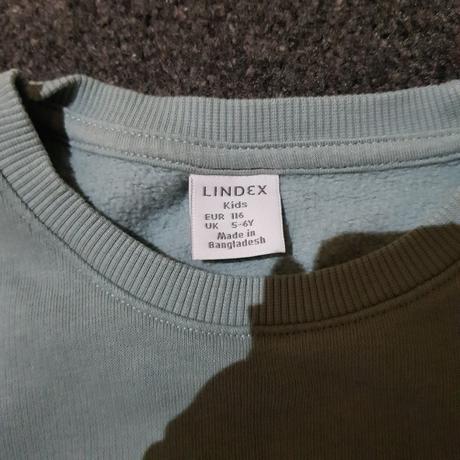 LINDEX
Kids
EUR 116
UK 5-6Y
Made in
Bangladesh